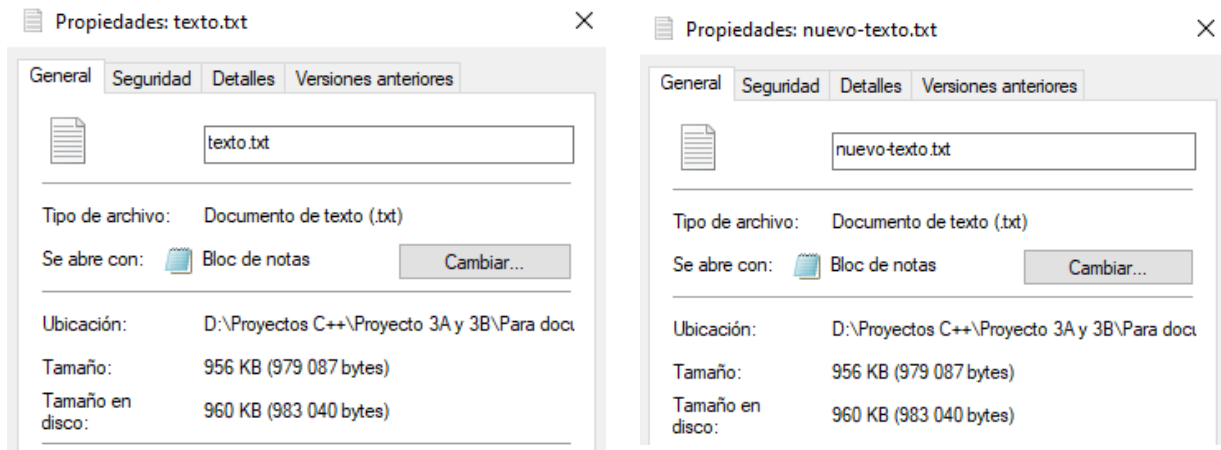 Propiedades: texto.txt
General Seguridad Detalles Versiones anteriores
texto.txt
Tipo de archivo: Documento de texto (.txt)
Se abre con: Bloc de notas Cambiar...
Ubicación: D:\Proyectos C++\Proyecto 3A y 3B\Para docu
Tamaño: 956 KB (979 087 bytes)
Tamaño en
disco: 960 KB (983 040 bytes)
Propiedades: nuevo-texto.txt
General Seguridad Detalles Versiones anteriores
nuevo-texto.txt
Tipo de archivo: Documento de texto (.txt)
Se abre con: Bloc de notas Cambiar...
Ubicación: D:\Proyectos C++\Proyecto 3A y 3B\Para docu
Tamaño: 956 KB (979 087 bytes)
Tamaño en
disco: 960 KB (983 040 bytes)